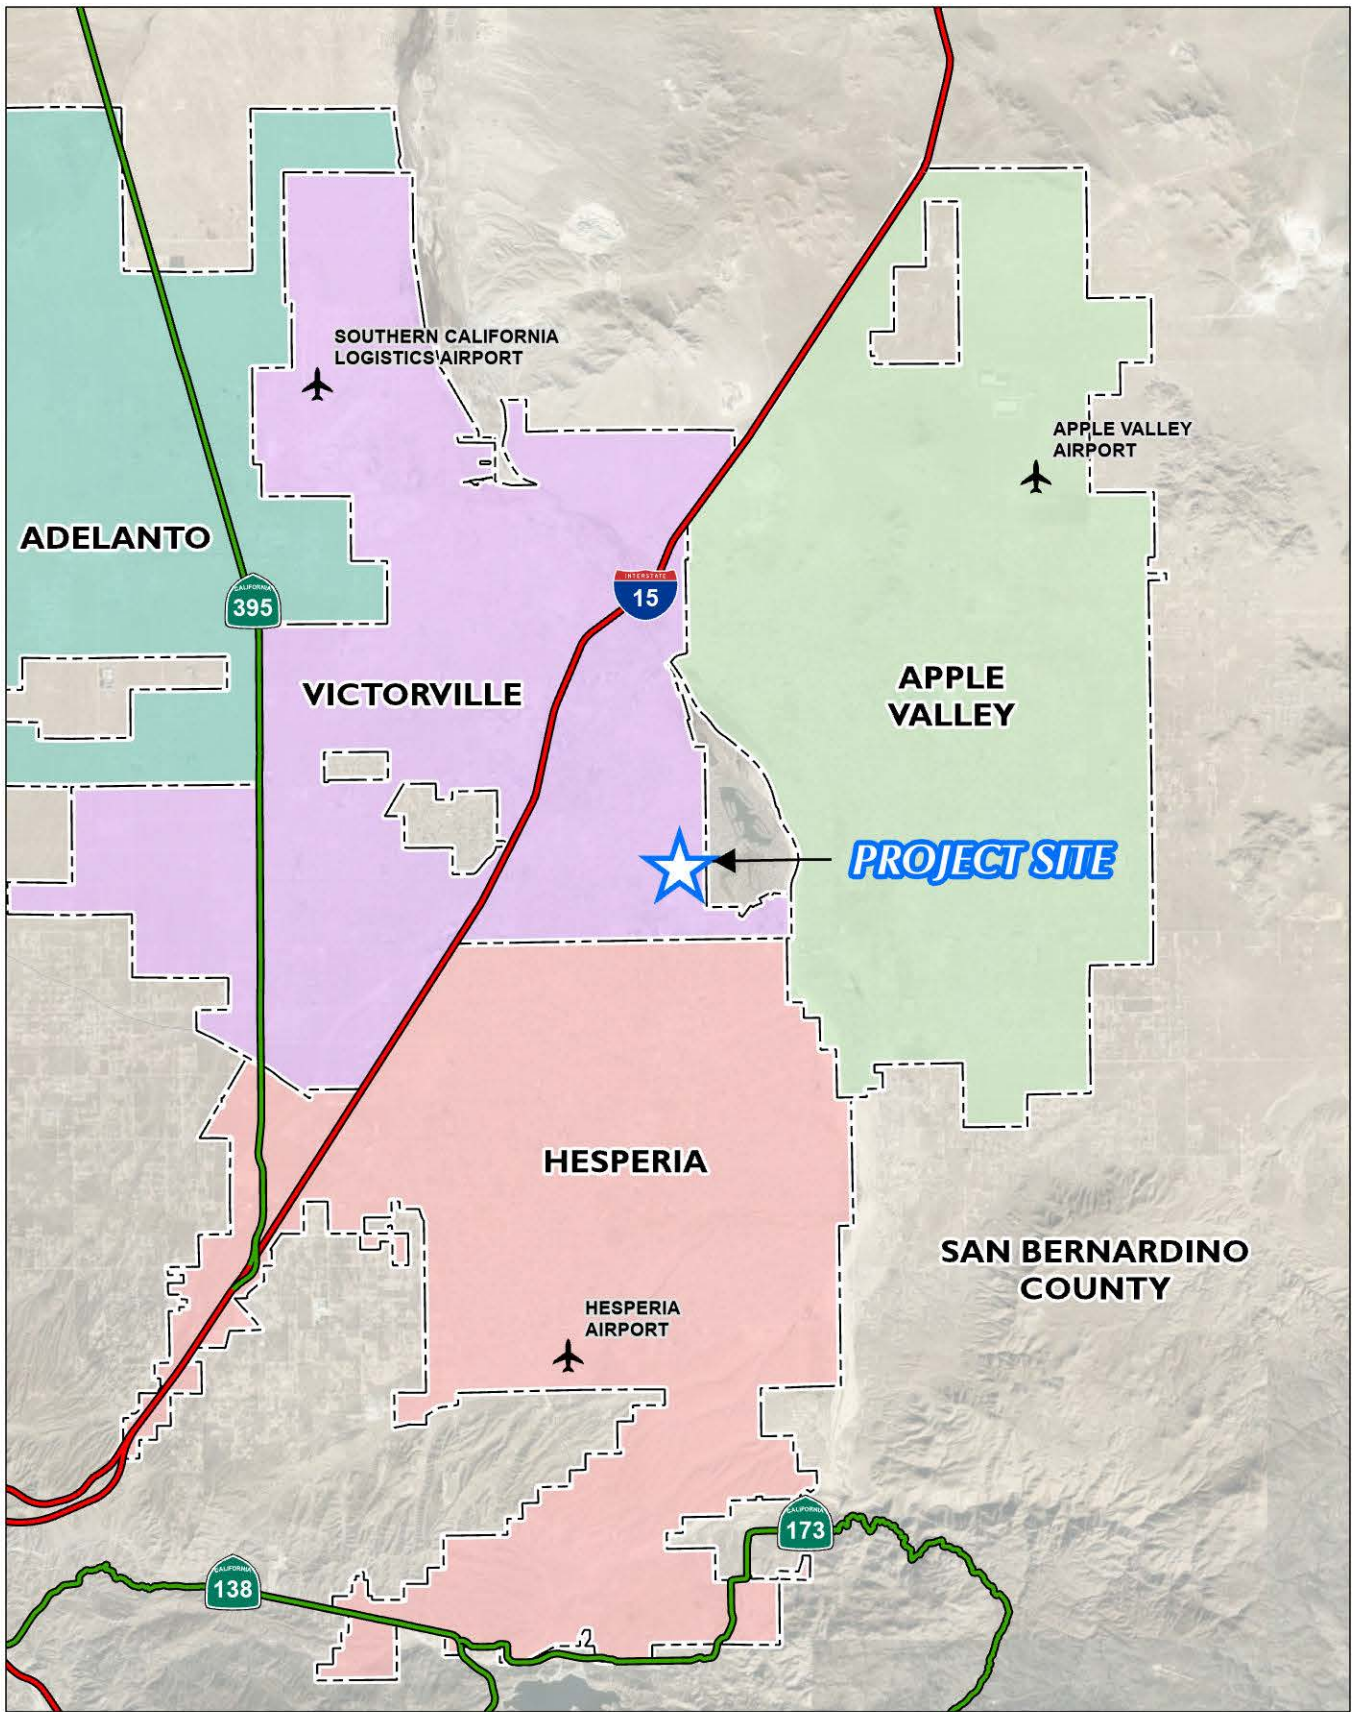 SOUTHERN CALIFORNIA
LOGISTICS AIRPORT
APPLE VALLEY
AIRPORT
ADELANTO
CALIFORNIA
395
INTERSTATE
15
VICTORVILLE
APPLE
VALLEY
PROJECT SITE
HESPERIA
SAN BERNARDINO
COUNTY
HESPERIA
AIRPORT
CALIFORNIA
173
CALIFORNIA
138